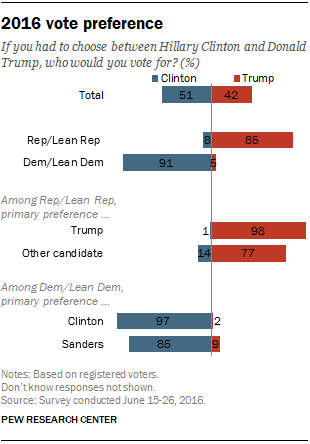 2016 vote preference
If you had to choose between Hillary Clinton and Donald
Trump, who would you vote for? (%)
Clinton Trump
Total 51 42
Rep/Lean Rep 8 85
Dem/Lean Dem 91 5
Among Rep/Lean Rep,
primary preference ...
Trump 1 98
Other candidate 14 77
Among Dem/Lean Dem,
primary preference ...
Clinton 97 2
Sanders 85 9
Notes: Based on registered voters.
Don't know responses not shown.
Source: Survey conducted June 15-26, 2016.
PEW RESEARCH CENTER